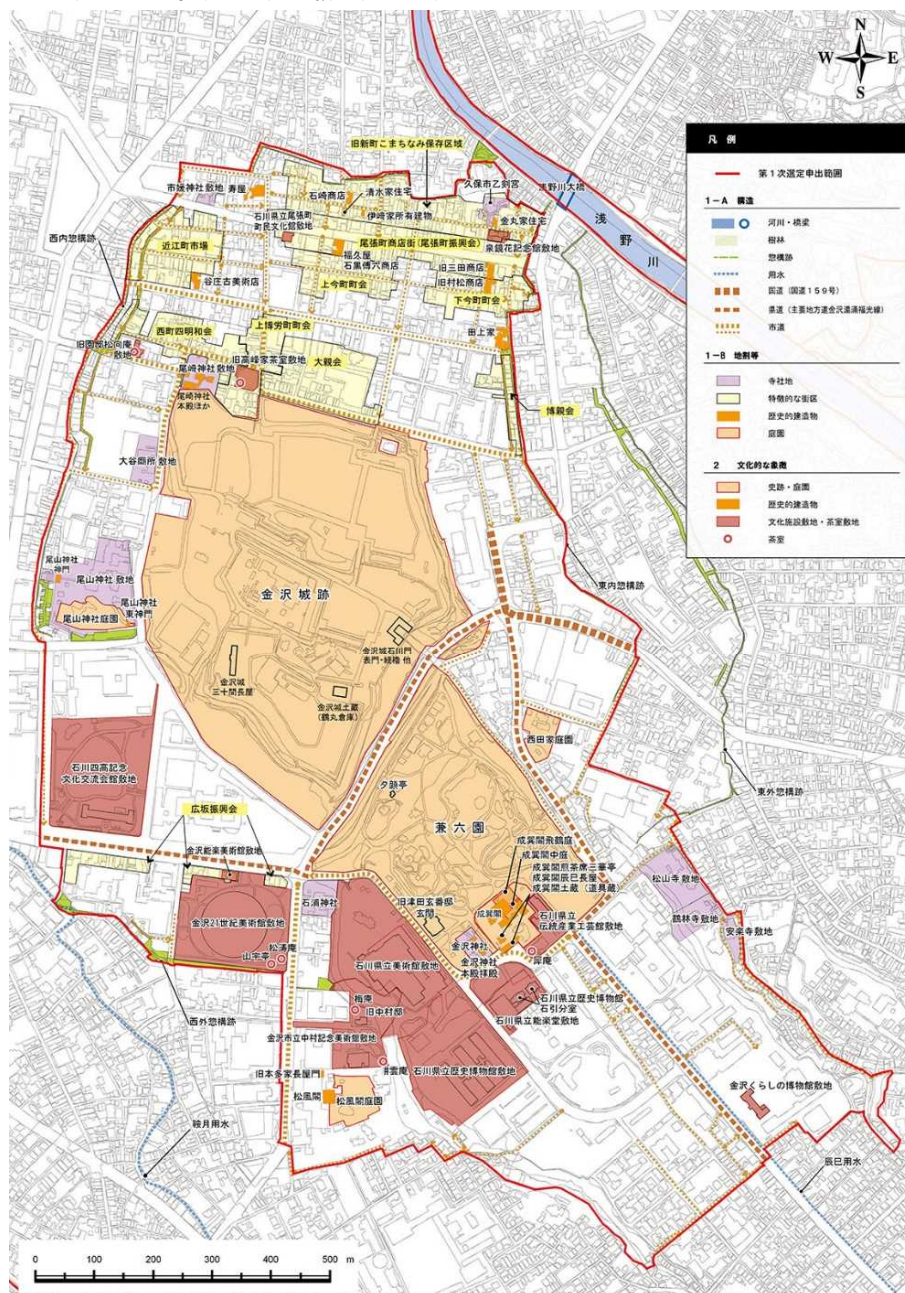 N
W E
S
凡 例
第1次選定申出範囲
1-A 構造
河川・橋梁
樹林
惣構跡
用水
国道(国道159号)
県道(主要地方道金沢湯涌福光線)
市道
1-B 地割等
寺社地
特徴的な街区
歴史的建造物
庭園
2 文化的な象徴
史跡・庭園
歴史的建造物
文化施設敷地・茶室敷地
茶室
旧新町こまちなみ保存区域
市媛神社敷地
寿屋
石崎商店
清水家住宅
久保市乙剣宮
浅野川大橋
浅野川
石川県立尾張町
町民文化館敷地
伊崎家所有建物
金丸家住宅
泉鏡花記念館敷地
西内惣構跡
近江町市場
尾張町商店街(尾張町振興会)
福久屋
石黒傳六商店
旧三田商店
旧村松商店
谷庄古美術店
上今町町会
下今町町会
西町四明和会
上博労町町会
田上家
旧園邸松向庵
敷地
尾崎神社敷地
旧高峰家茶室敷地
大親会
尾崎神社
本殿ほか
博親会
大谷廟所敷地
尾山神社
神門
尾山神社敷地
尾山神社
東神門
尾山神社庭園
金沢城跡
東内惣構跡
金沢城石川門
表門・続櫓 他
金沢城
三十間長屋
金沢城土蔵
(鶴丸倉庫)
西田家庭園
石川四高記念
文化交流会館敷地
夕顔亭
東外惣構跡
兼六園
広坂振興会
金沢能楽美術館敷地
成巽閣飛鶴庭
成巽閣中庭
成巽閣煎茶席三華亭
成巽閣辰巳長屋
成巽閣土蔵(道具蔵)
松山寺敷地
石浦神社
旧津田玄蕃邸
玄関
成巽閣
石川県立
伝統産業工芸館敷地
鶴林寺敷地
安楽寺敷地
金沢21世紀美術館敷地
松涛庵
山宇亭
金沢神社
金沢神社
本殿拝殿
犀庵
石川県立美術館敷地
石川県立歴史博物館
石引分室
西外惣構跡
梅庵
旧中村邸
石川県立能楽堂敷地
金沢市立中村記念美術館敷地
耕雲庵
石川県立歴史博物館敷地
旧本多家長屋門
松風閣
松風閣庭園
金沢くらしの博物館敷地
鞍月用水
辰巳用水
0 100 200 300 400 500 m